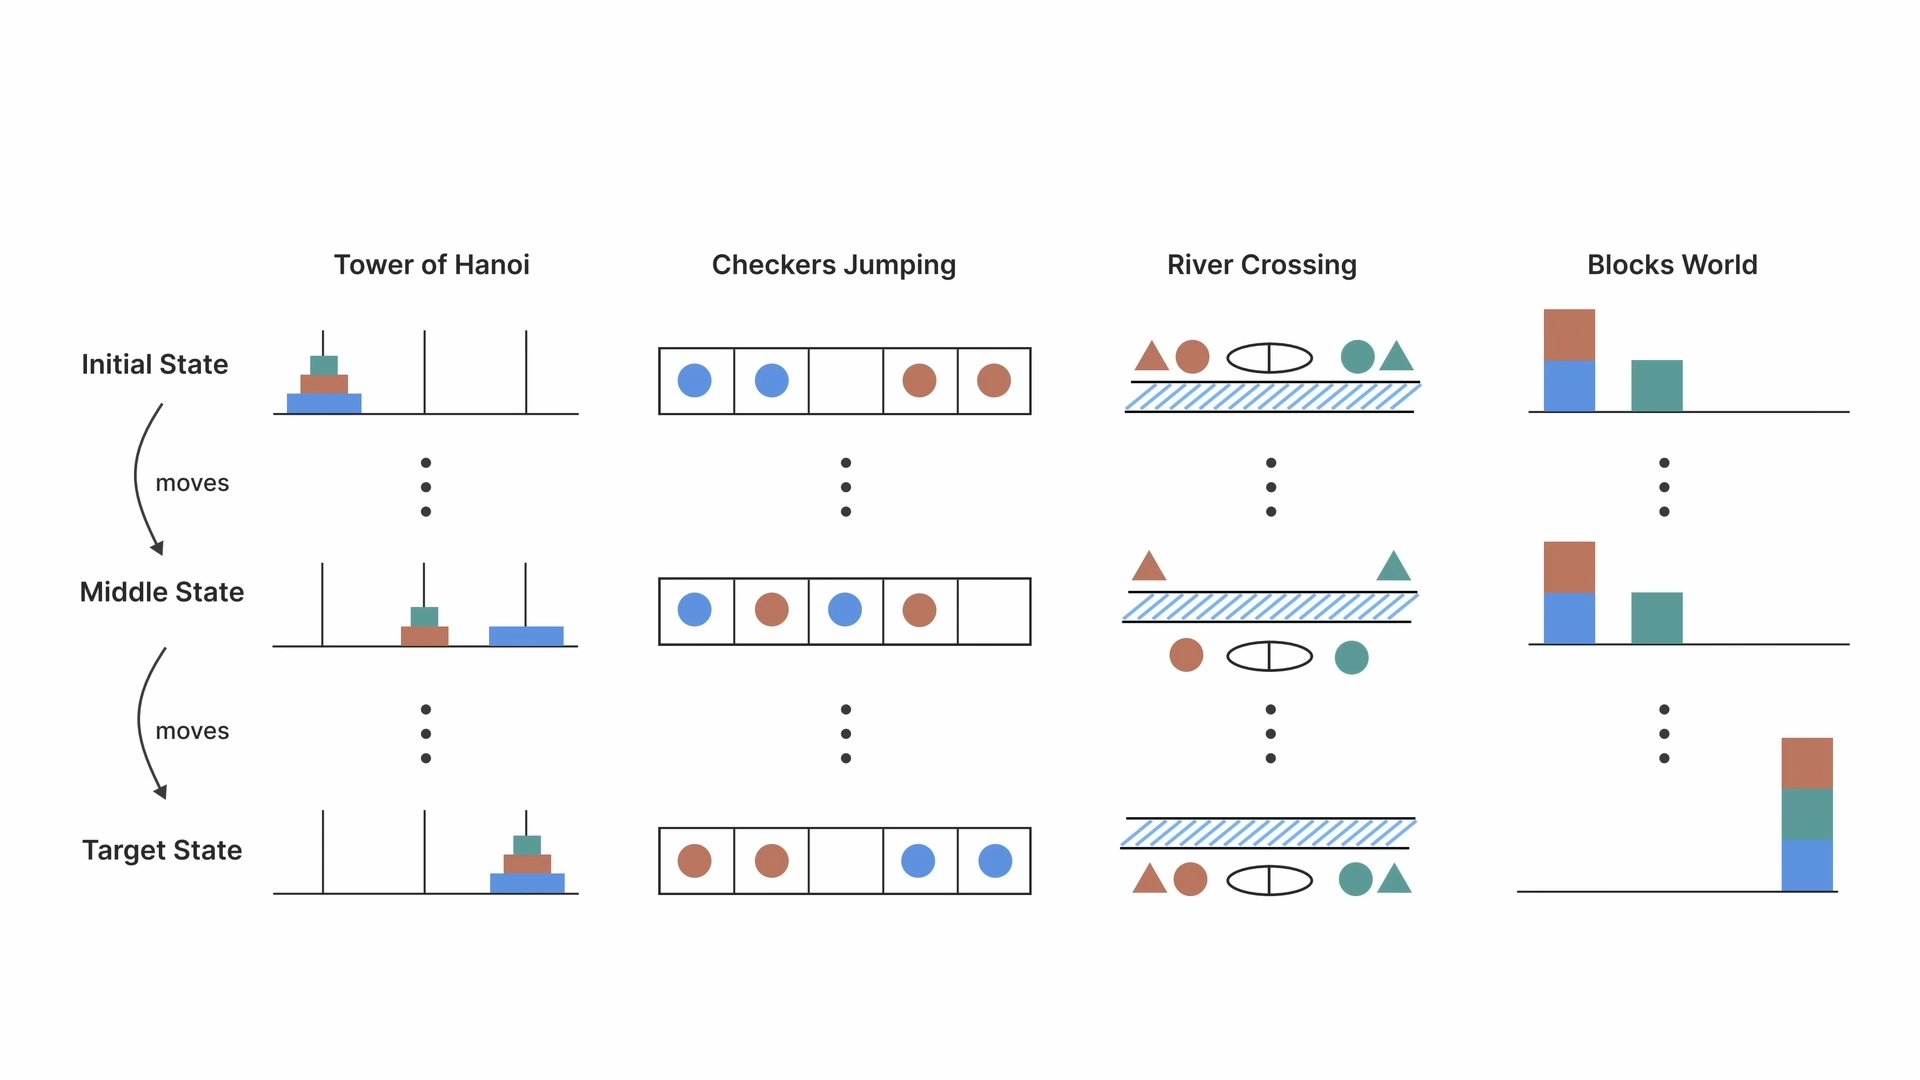 Tower of Hanoi
Checkers Jumping
River Crossing
Blocks World
Initial State
moves
Middle State
moves
Target State